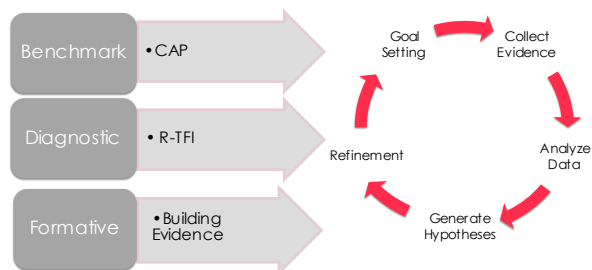 Benchmark
•CAP
Diagnostic
•R-TFI
Formative
•Building
Evidence
Goal
Setting
Collect
Evidence
Analyze
Data
Generate
Hypotheses
Refinement